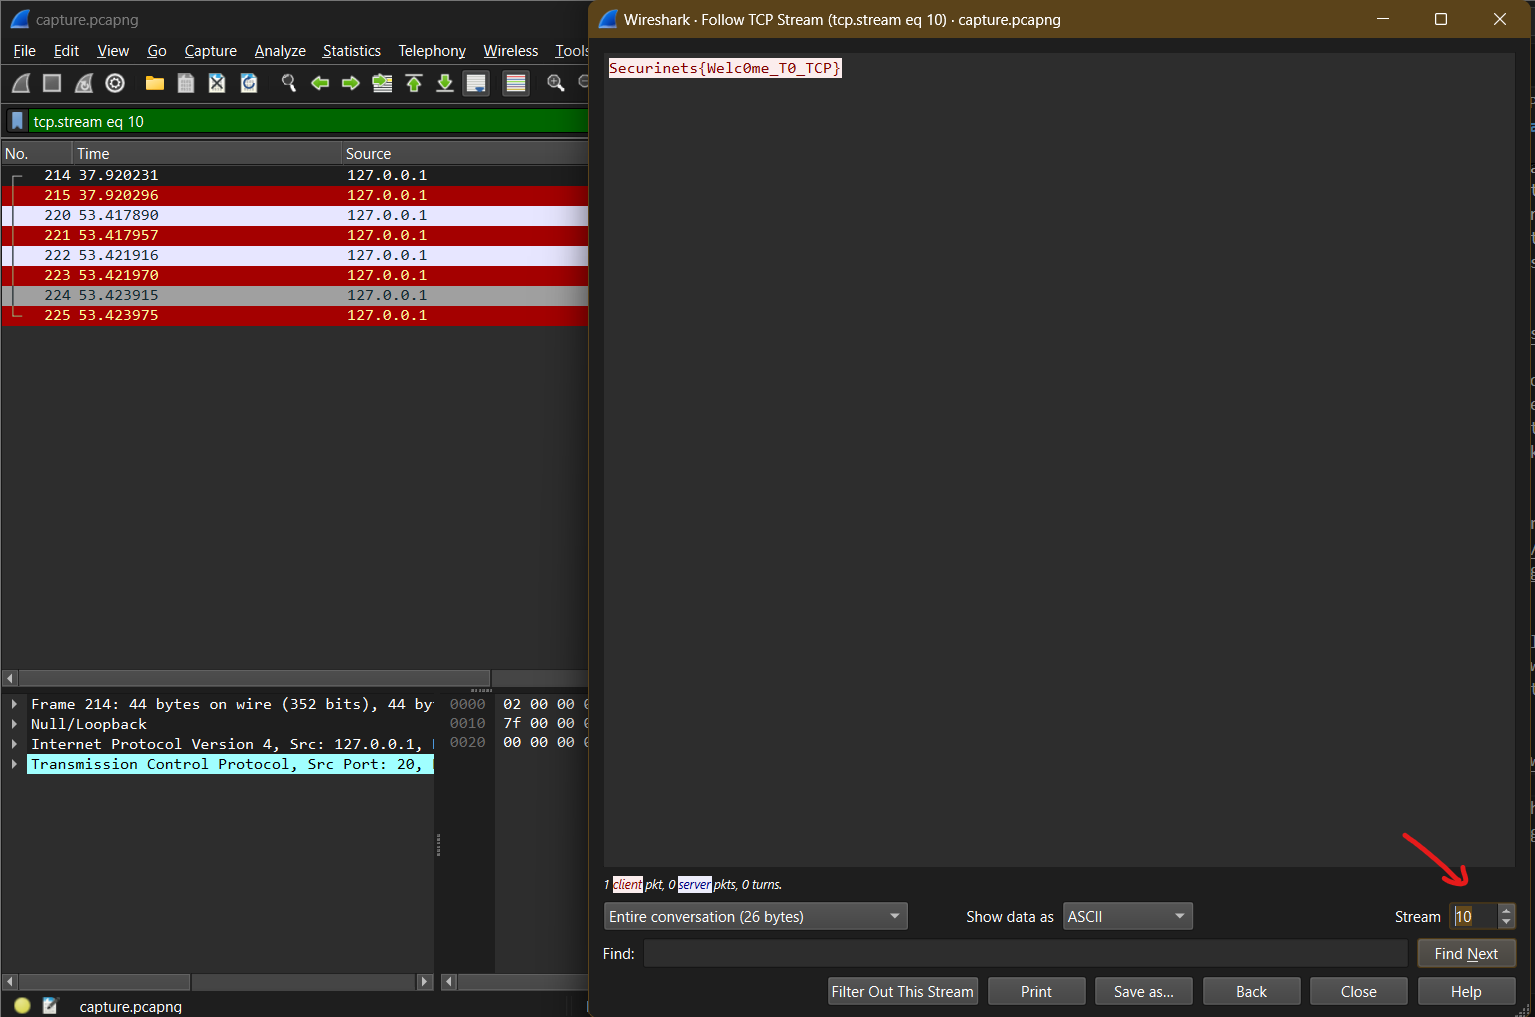 capture.pcapng
File Edit View Go Capture Analyze Statistics Telephony Wireless Tools
tcp.stream eq 10
No. Time Source
214 37.920231 127.0.0.1
215 37.920296 127.0.0.1
220 53.417890 127.0.0.1
221 53.417957 127.0.0.1
222 53.421916 127.0.0.1
223 53.421970 127.0.0.1
224 53.423915 127.0.0.1
225 53.423975 127.0.0.1
Frame 214: 44 bytes on wire (352 bits), 44 by
Null/Loopback
Internet Protocol Version 4, Src: 127.0.0.1,
Transmission Control Protocol, Src Port: 20,
0000 02 00 00
0010 7f 00 00
0020 00 00 00
capture.pcapng
Wireshark · Follow TCP Stream (tcp.stream eq 10) · capture.pcapng
Securinets{Welc0me_T0_TCP}
1 client pkt, 0 server pkts, 0 turns.
Entire conversation (26 bytes) Show data as ASCII Stream 10
Find: Find Next
Filter Out This Stream Print Save as... Back Close Help